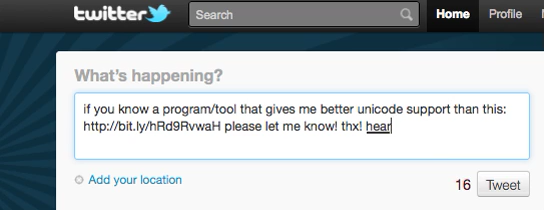 twitter Search Home Profile
What's happening?
if you know a program/tool that gives me better unicode support than this:
http://bit.ly/hRd9RvwaH please let me know! thx! hear
Add your location 16 Tweet